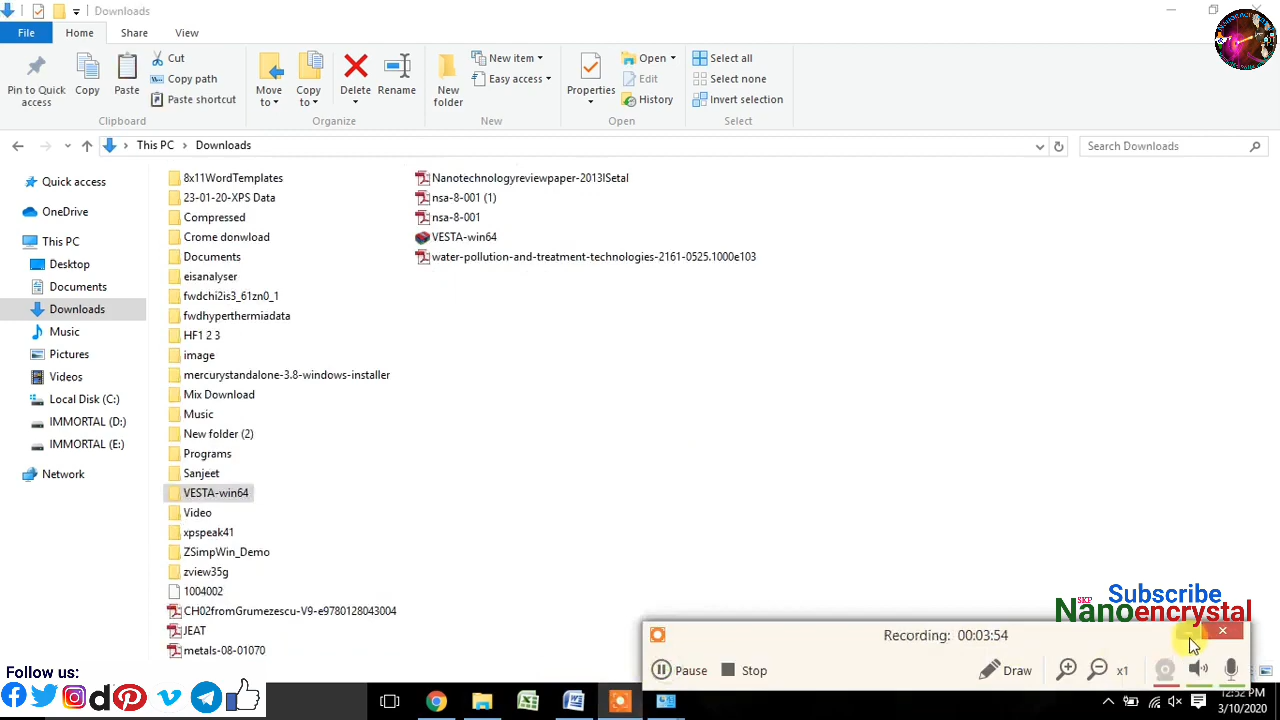 Downloads
File
Home
Share
View
Pin to Quick access
Copy
Paste
Cut
Copy path
Paste shortcut
Clipboard
Move to
Copy to
Delete
Rename
Organize
New folder
New item
Easy access
New
Properties
Open
Edit
History
Open
Select all
Select none
Invert selection
Select
This PC
Downloads
Search Downloads
Quick access
OneDrive
This PC
Desktop
Documents
Downloads
Music
Pictures
Videos
Local Disk (C:)
IMMORTAL (D:)
IMMORTAL (E:)
Network
8x11WordTemplates
23-01-20-XPS Data
Compressed
Crome donwload
Documents
eisanalyser
fwdchi2is3_61zn0_1
fwdhyperthermiadata
HF1 2 3
image
mercurystandalone-3.8-windows-installer
Mix Download
Music
New folder (2)
Programs
Sanjeet
VESTA-win64
Video
xpspeak41
ZSimpWin_Demo
zview35g
1004002
CH02fromGrumezescu-V9-e9780128043004
JEAT
metals-08-01070
Nanotechnologyreviewpaper-2013ISetal
nsa-8-001 (1)
nsa-8-001
VESTA-win64
water-pollution-and-treatment-technologies-2161-0525.1000e103
Subscribe
SKP
Nanoencrystal
Recording: 00:03:54
Pause
Stop
Draw
x1
Follow us:
12:52 PM
3/10/2020